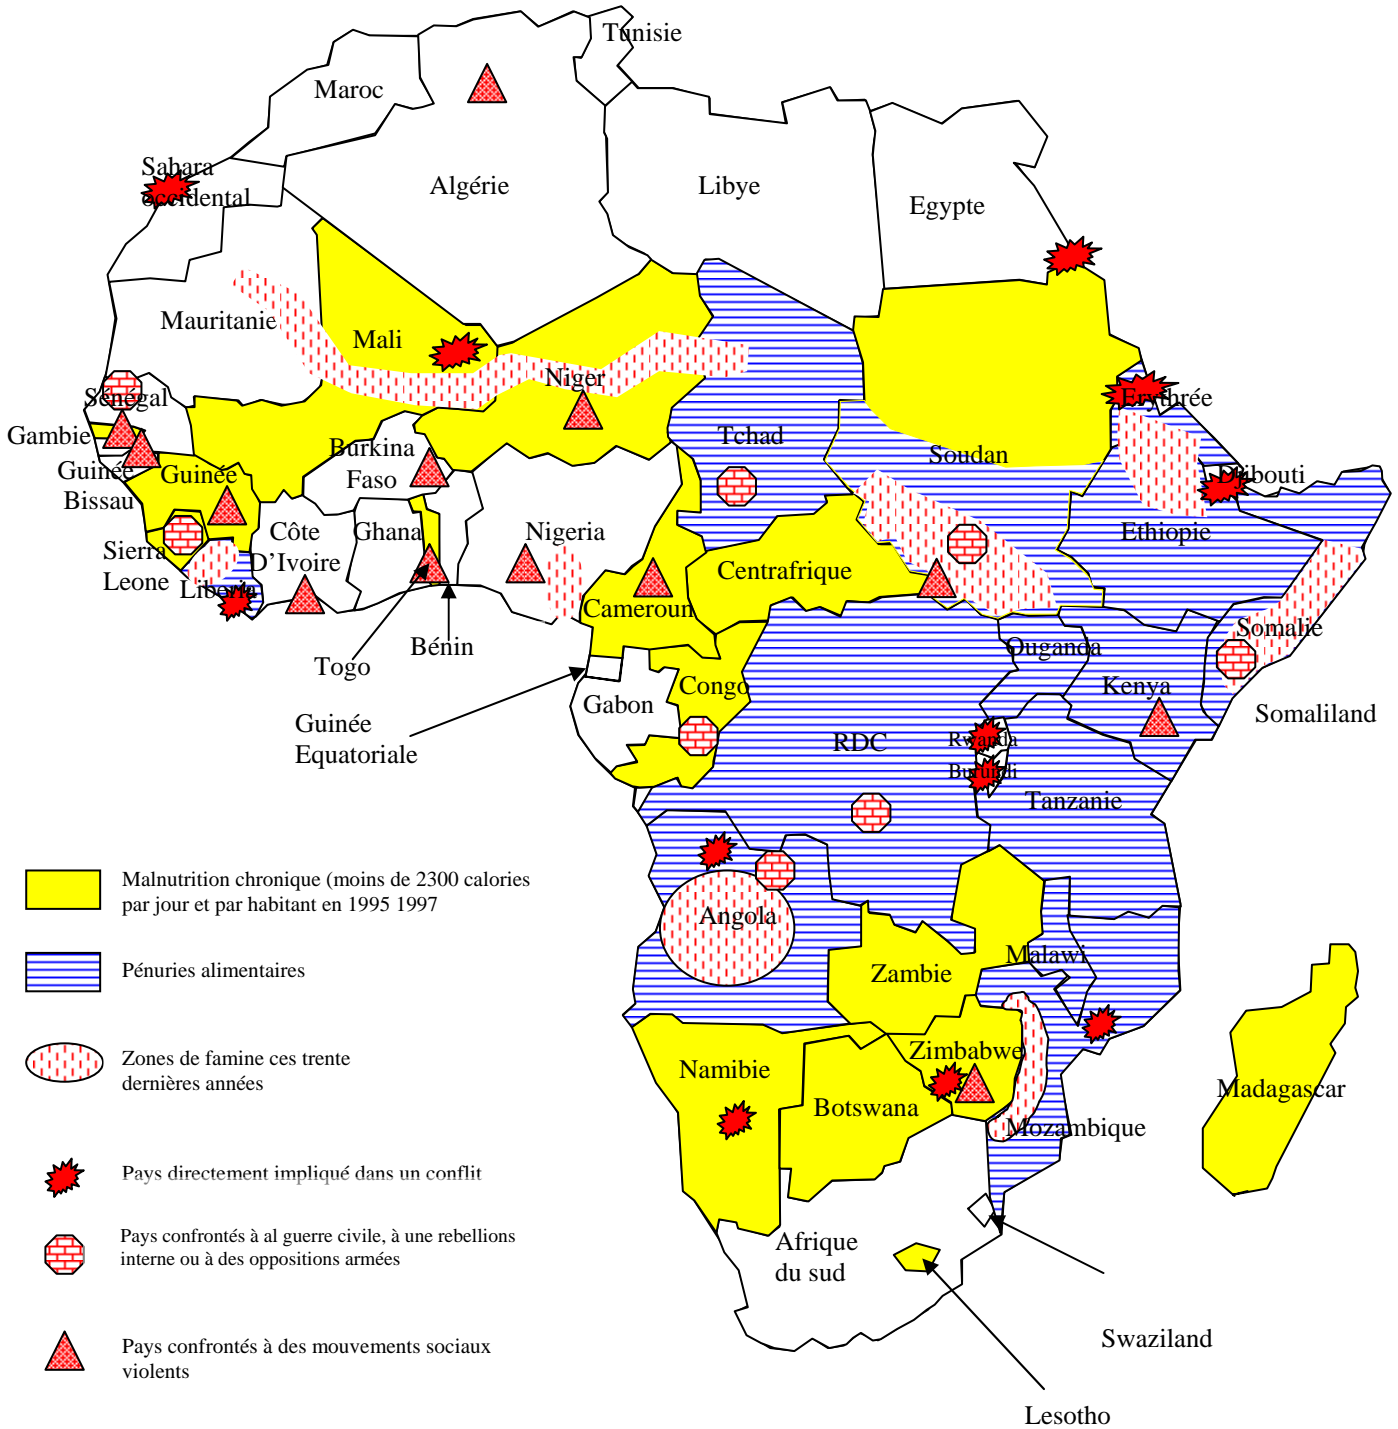 Tunisie
Maroc
Sahara
occidental
Algérie
Libye
Egypte
Mauritanie
Mali
Niger
Sénégal
Erythrée
Gambie
Tchad
Burkina
Faso
Soudan
Guinée
Bissau
Guinée
Djibouti
Côte
D’Ivoire
Ghana
Nigeria
Ethiopie
Sierra
Leone
Centrafrique
Liberia
Cameroun
Somalie
Togo
Bénin
Ouganda
Congo
Kenya
Gabon
Somaliland
Guinée
Equatoriale
RDC
Rwanda
Burundi
Tanzanie
Malnutrition chronique (moins de 2300 calories
par jour et par habitant en 1995 1997
Angola
Malawi
Pénuries alimentaires
Zambie
Zones de famine ces trente
dernières années
Namibie
Zimbabwe
Botswana
Madagascar
Mozambique
Pays directement impliqué dans un conflit
Pays confrontés à al guerre civile, à une rebellions
interne ou à des oppositions armées
Afrique
du sud
Pays confrontés à des mouvements sociaux
violents
Swaziland
Lesotho